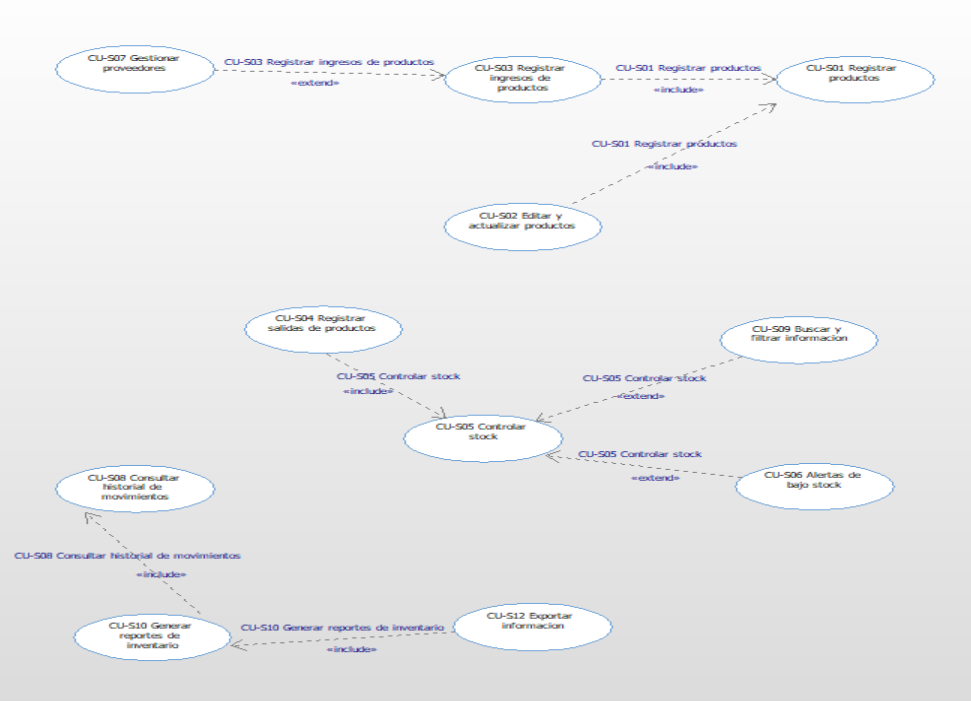 CU-S07 Gestionar
proveedores
CU-S03 Registrar ingresos de productos
«extend»
CU-S03 Registrar
ingresos de
productos
CU-S01 Registrar productos
«include»
CU-S01 Registrar
productos
CU-S01 Registrar productos
«include»
CU-S02 Editar y
actualizar productos
CU-S04 Registrar
salidas de productos
CU-S09 Buscar y
filtrar informacion
CU-S05 Controlar stock
«include»
CU-S05 Controlar stock
«extend»
CU-S05 Controlar
stock
CU-S05 Controlar stock
«extend»
CU-S06 Alertas de
bajo stock
CU-S08 Consultar
historial de
movimientos
CU-S08 Consultar historial de movimientos
«include»
CU-S10 Generar
reportes de
inventario
CU-S10 Generar reportes de inventario
«include»
CU-S12 Exportar
informacion